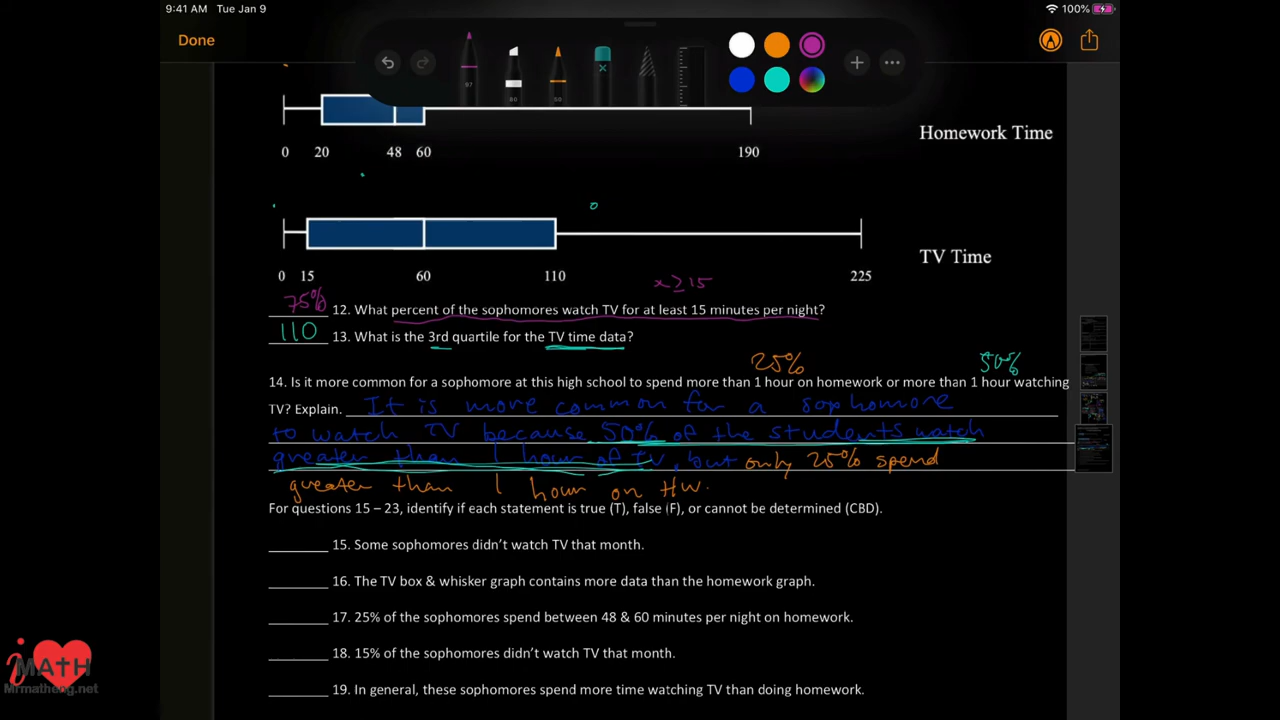 9:41 AM Tue Jan 9
100%
Done
97
80
50
Homework Time
0 20 48 60 190
TV Time
0 15 60 110 225
x ≥ 15
75% 12. What percent of the sophomores watch TV for at least 15 minutes per night?
110 13. What is the 3rd quartile for the TV time data?
25% 50%
14. Is it more common for a sophomore at this high school to spend more than 1 hour on homework or more than 1 hour watching
TV? Explain. It is more common for a sophomore
to watch TV because 50% of the students watch
greater than 1 hour of TV, but only 25% spend
greater than 1 hour on HW.
For questions 15 – 23, identify if each statement is true (T), false (F), or cannot be determined (CBD).
15. Some sophomores didn't watch TV that month.
16. The TV box & whisker graph contains more data than the homework graph.
17. 25% of the sophomores spend between 48 & 60 minutes per night on homework.
18. 15% of the sophomores didn't watch TV that month.
19. In general, these sophomores spend more time watching TV than doing homework.
iMATH
Mrmatheng.net